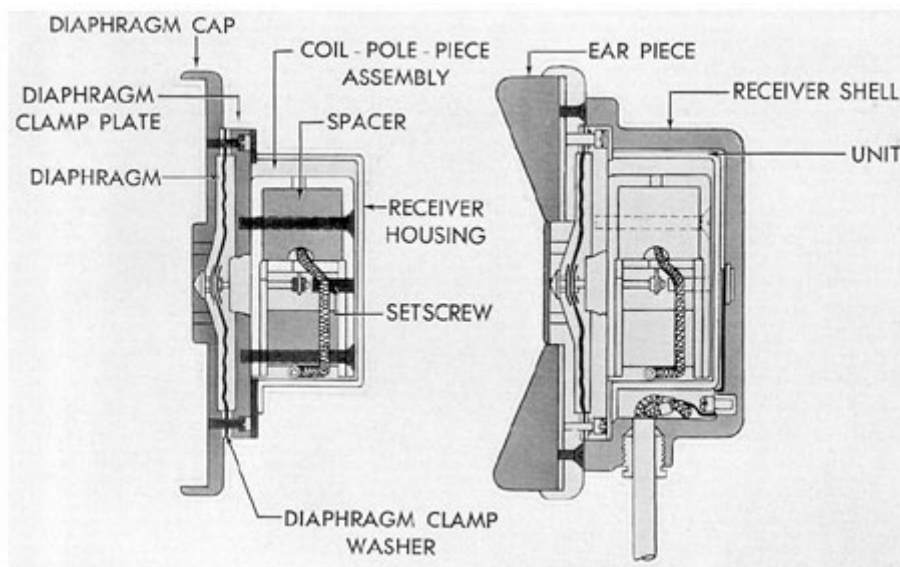 DIAPHRAGM CAP
COIL - POLE - PIECE
ASSEMBLY
DIAPHRAGM
CLAMP PLATE
SPACER
DIAPHRAGM
RECEIVER
HOUSING
SETSCREW
DIAPHRAGM CLAMP
WASHER
EAR PIECE
RECEIVER SHELL
UNIT